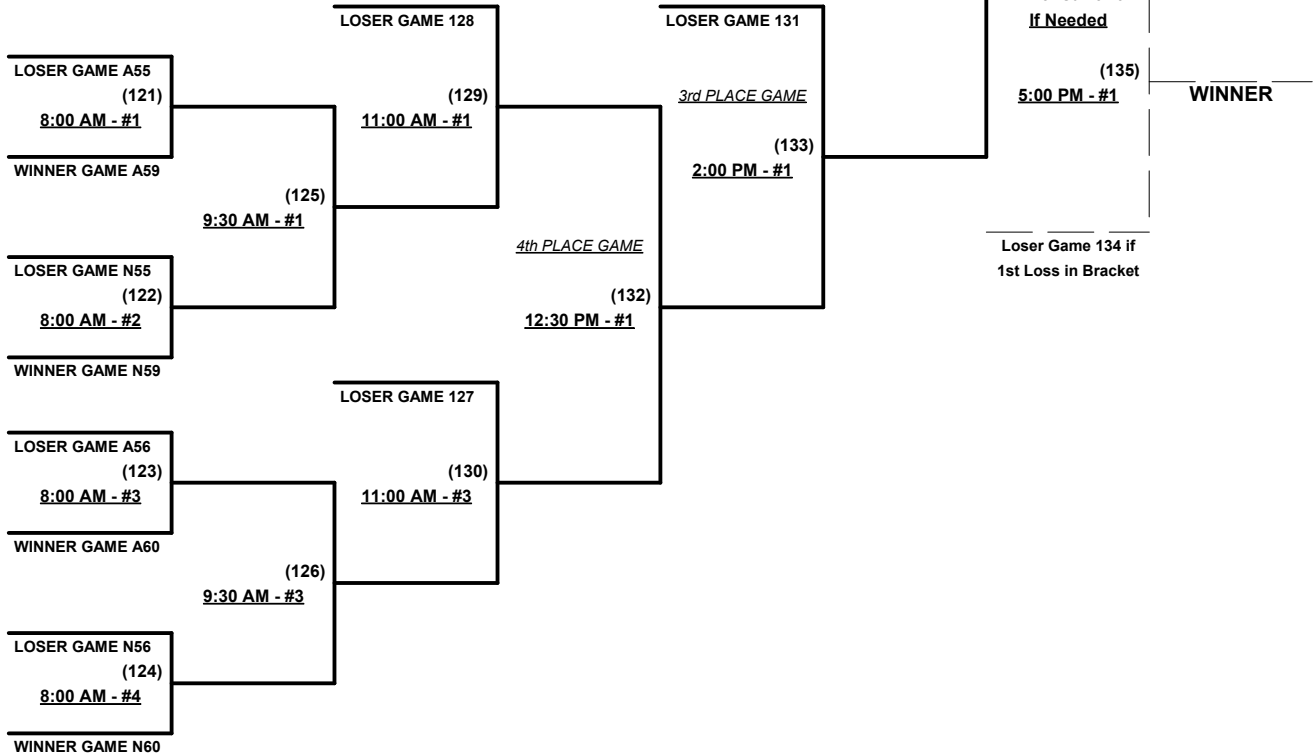 LOSER GAME 128
LOSER GAME 131
If Needed
LOSER GAME A55
(121)
8:00 AM - #1
WINNER GAME A59
(129)
11:00 AM - #1
3rd PLACE GAME
(133)
2:00 PM - #1
(135)
5:00 PM - #1
WINNER
(125)
9:30 AM - #1
4th PLACE GAME
Loser Game 134 if
1st Loss in Bracket
LOSER GAME N55
(122)
8:00 AM - #2
WINNER GAME N59
(132)
12:30 PM - #1
LOSER GAME 127
LOSER GAME A56
(123)
8:00 AM - #3
WINNER GAME A60
(130)
11:00 AM - #3
(126)
9:30 AM - #3
LOSER GAME N56
(124)
8:00 AM - #4
WINNER GAME N60